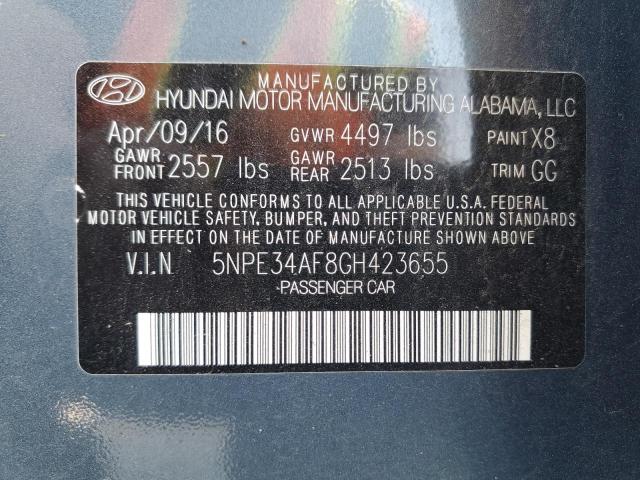 MANUFACTURED BY
HYUNDAI MOTOR MANUFACTURING ALABAMA, LLC
Apr/09/16 GVWR 4497 lbs PAINT X8
GAWR FRONT 2557 lbs GAWR REAR 2513 lbs TRIM GG
THIS VEHICLE CONFORMS TO ALL APPLICABLE U.S.A. FEDERAL
MOTOR VEHICLE SAFETY, BUMPER, AND THEFT PREVENTION STANDARDS
IN EFFECT ON THE DATE OF MANUFACTURE SHOWN ABOVE
V.I.N 5NPE34AF8GH423655
-PASSENGER CAR